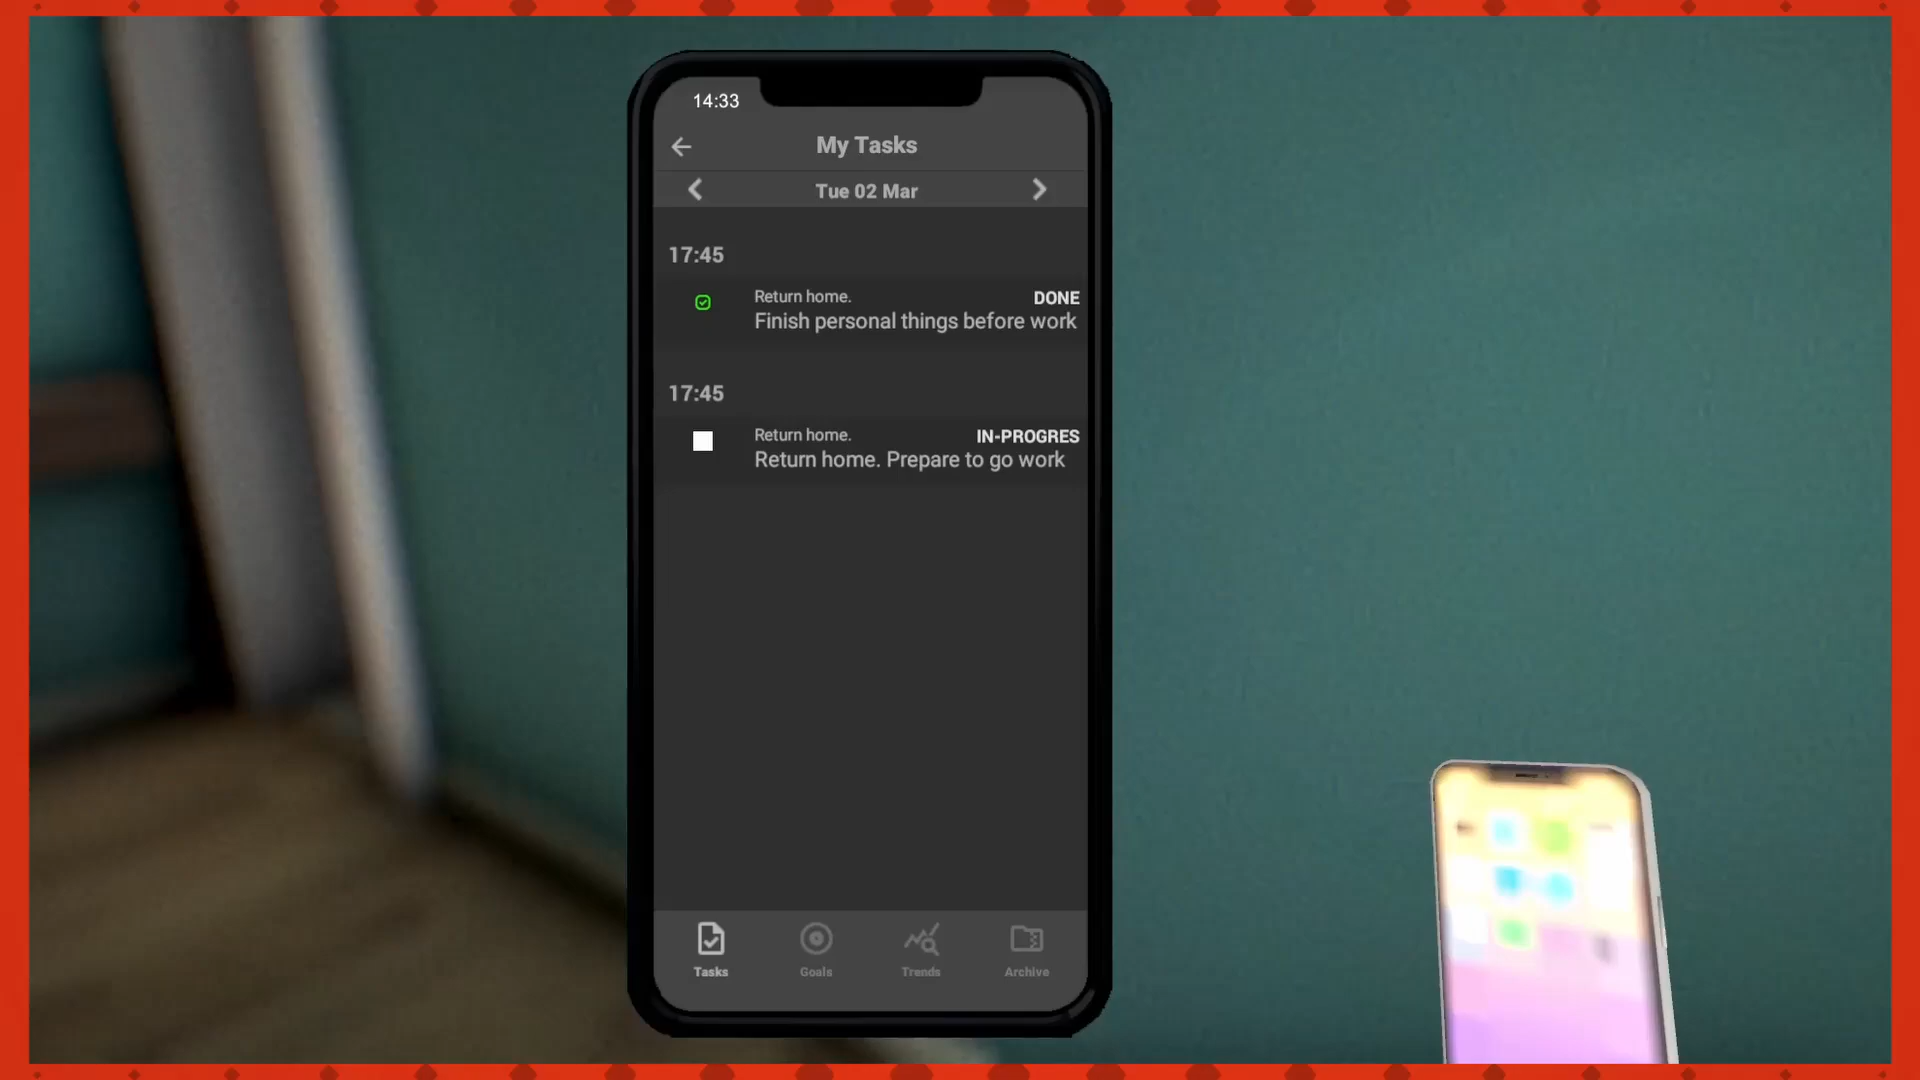 14:33
My Tasks
Tue 02 Mar
17:45
Return home. DONE
Finish personal things before work
17:45
Return home. IN-PROGRES
Return home. Prepare to go work
Tasks Goals Trends Archive